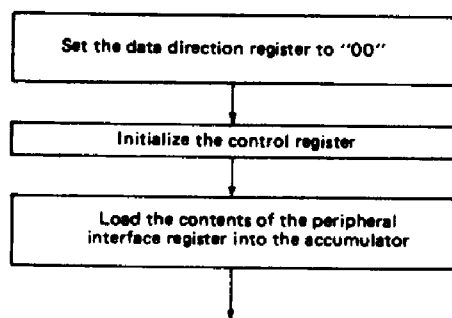 Set the data direction register to "00"
Initialize the control register
Load the contents of the peripheral
interface register into the accumulator